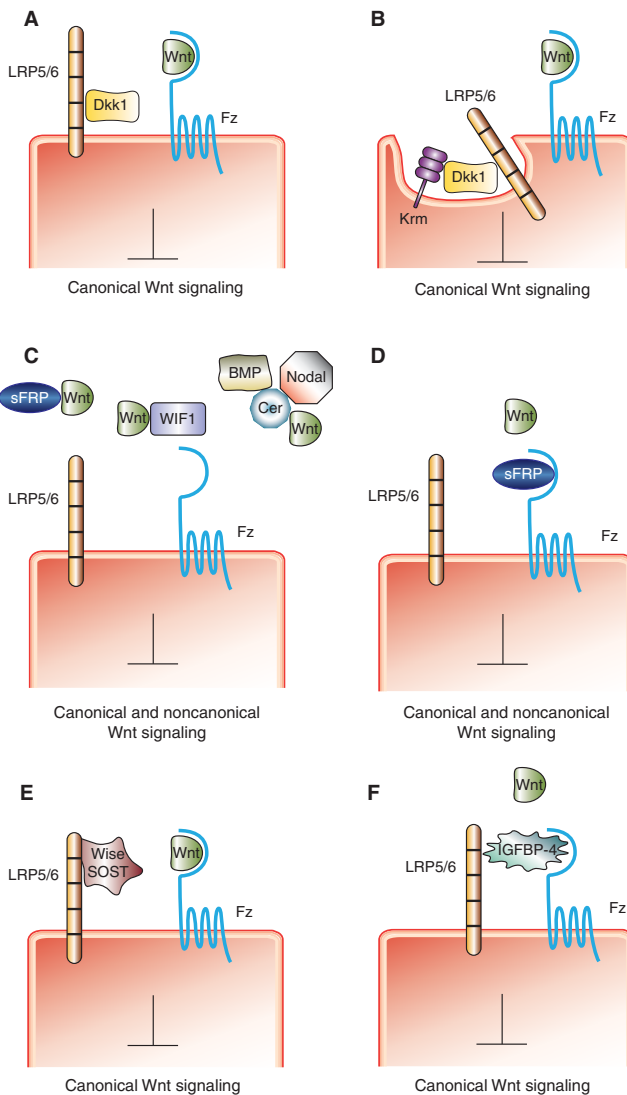 A
Wnt
LRP5/6
Dkk1
Fz
Canonical Wnt signaling
B
Wnt
LRP5/6
Dkk1
Fz
Krm
Canonical Wnt signaling
C
BMP
Nodal
sFRP
Wnt
Cer
Wnt
WIF1
Wnt
LRP5/6
Fz
Canonical and noncanonical
Wnt signaling
D
Wnt
sFRP
LRP5/6
Fz
Canonical and noncanonical
Wnt signaling
E
Wise
SOST
Wnt
LRP5/6
Fz
Canonical Wnt signaling
F
Wnt
IGFBP-4
LRP5/6
Fz
Canonical Wnt signaling